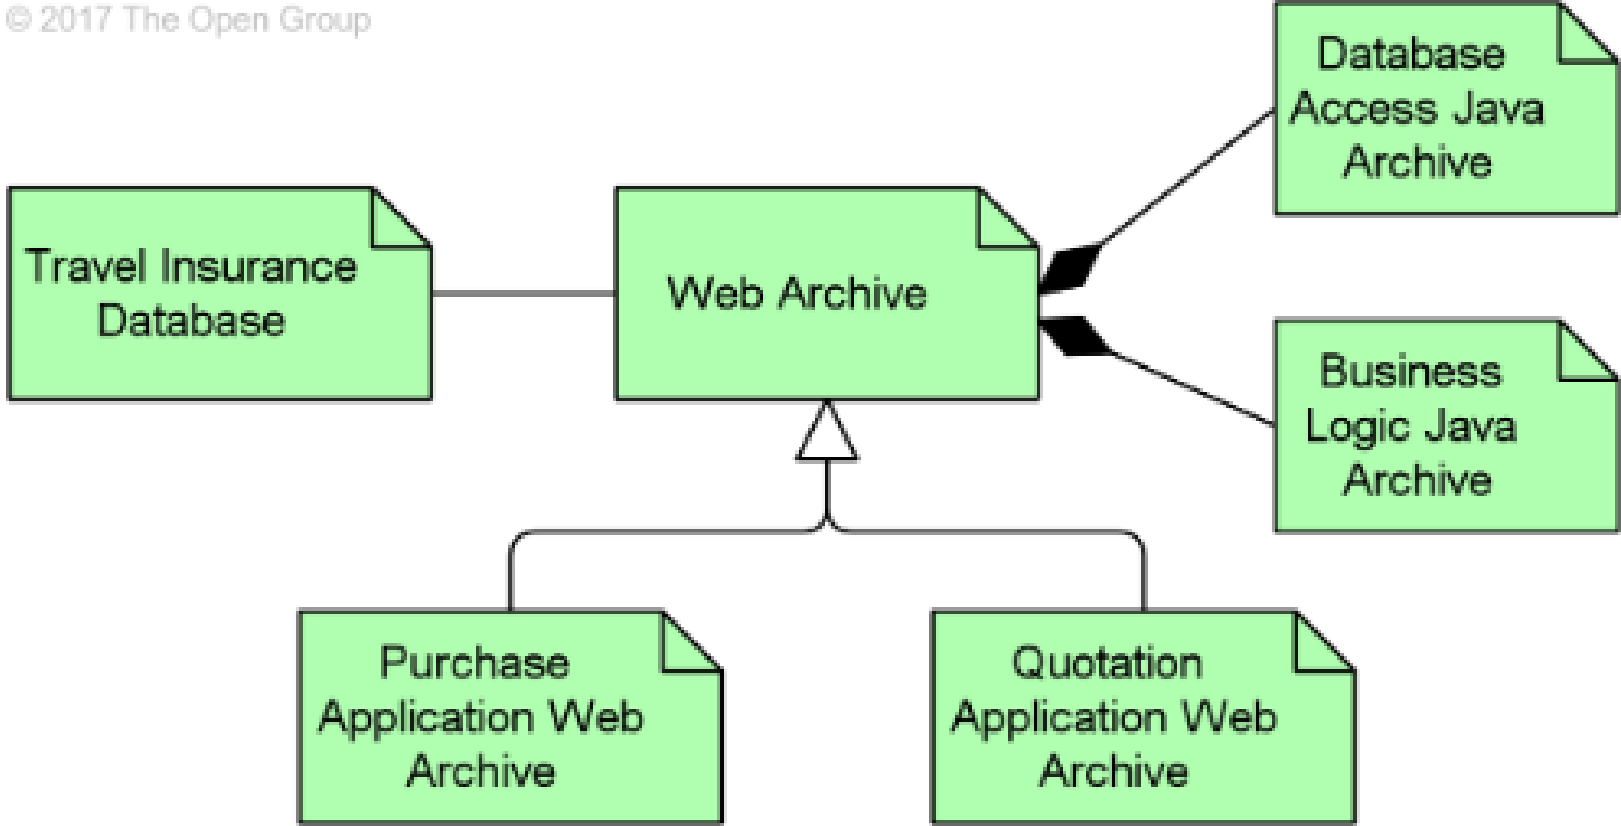 © 2017 The Open Group
Database
Access Java
Archive
Travel Insurance
Database
Web Archive
Business
Logic Java
Archive
Purchase
Application Web
Archive
Quotation
Application Web
Archive